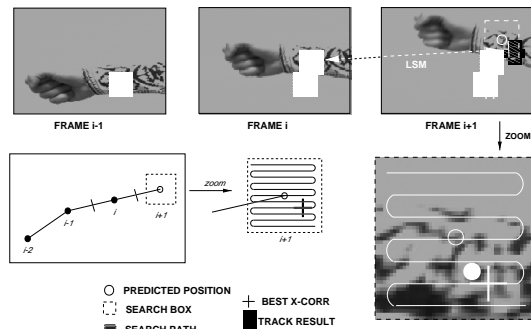 LSM
FRAME i-1
FRAME i
FRAME i+1
ZOOM
zoom
i+1
i
i-1
i-2
i+1
PREDICTED POSITION
SEARCH BOX
SEARCH PATH
BEST X-CORR
TRACK RESULT